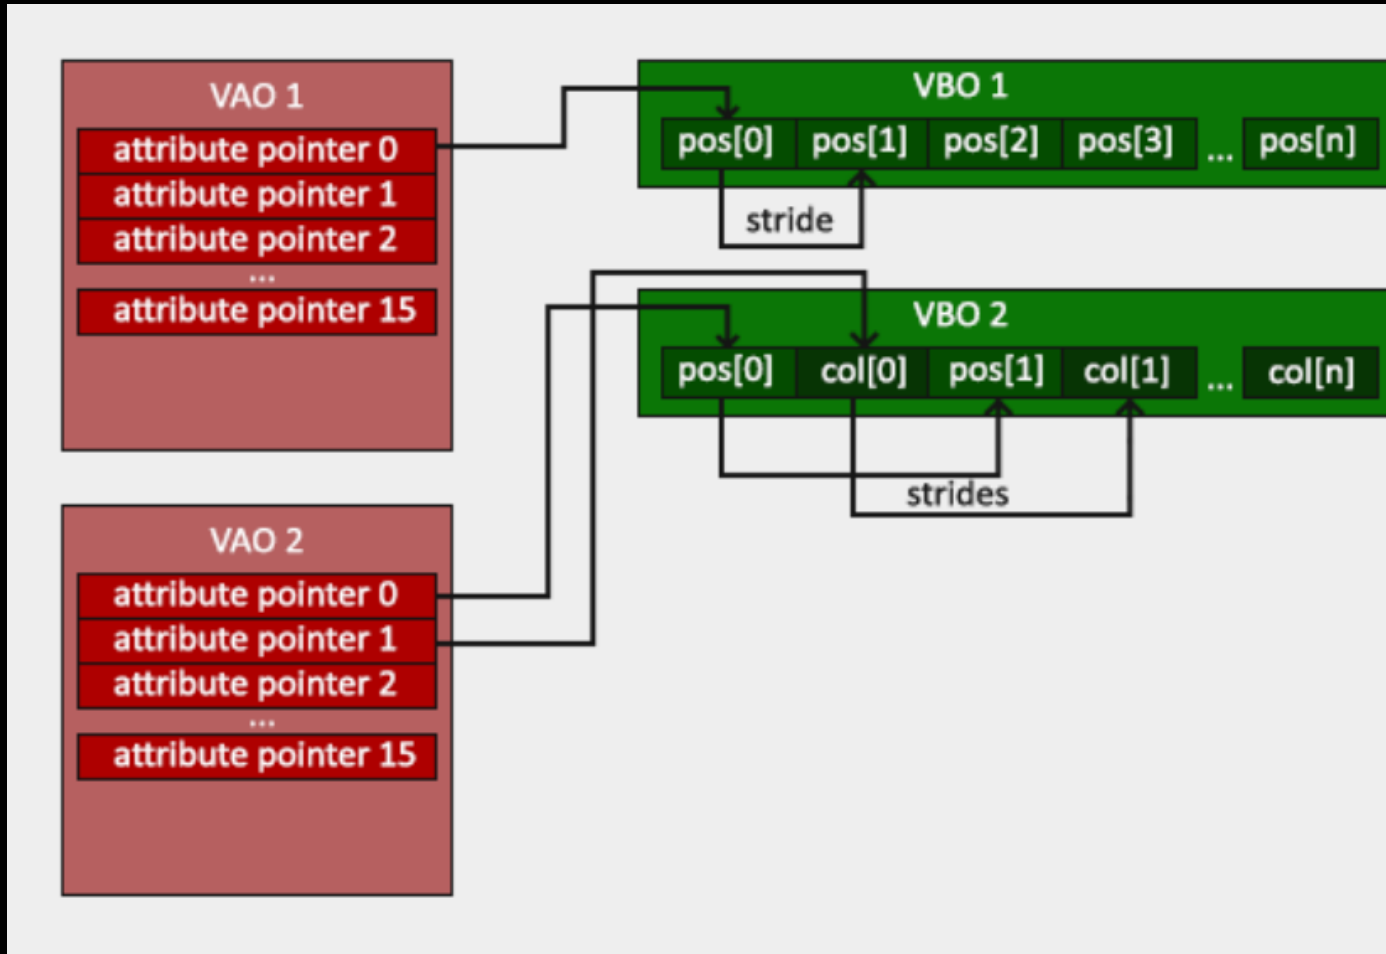 VAO 1
attribute pointer 0
attribute pointer 1
attribute pointer 2
...
attribute pointer 15
VBO 1
pos[0] pos[1] pos[2] pos[3] ... pos[n]
stride
VBO 2
pos[0] col[0] pos[1] col[1] ... col[n]
strides
VAO 2
attribute pointer 0
attribute pointer 1
attribute pointer 2
...
attribute pointer 15